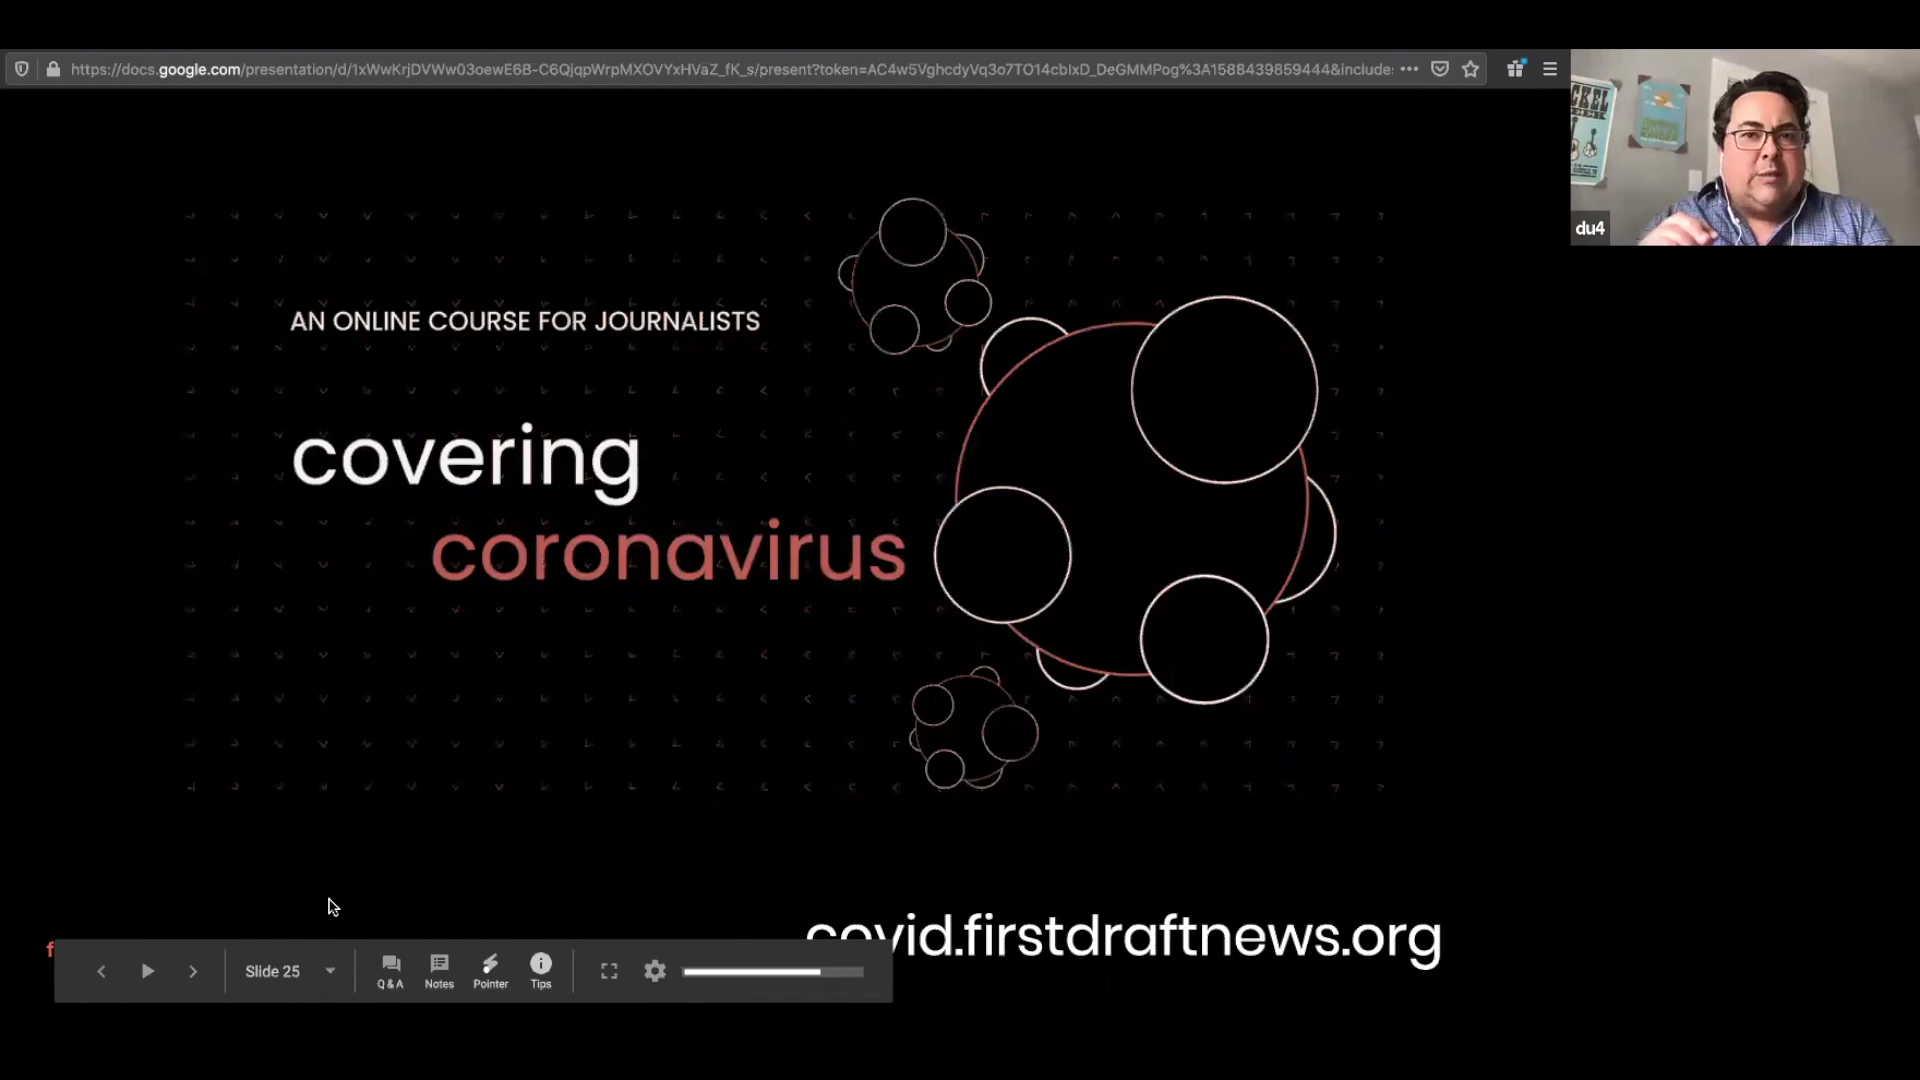 https://docs.google.com/presentation/d/1xWwKrjDVWw03oewE6B-C6QjqpWrpMXOVYxHVaZ_fK_s/present?token=AC4w5VghcdyVq3o7TO14cbIxD_DeGMMPog%3A1588439859444&include:
du4
AN ONLINE COURSE FOR JOURNALISTS
covering
coronavirus
covid.firstdraftnews.org
f
Slide 25
Q&A
Notes
Pointer
Tips